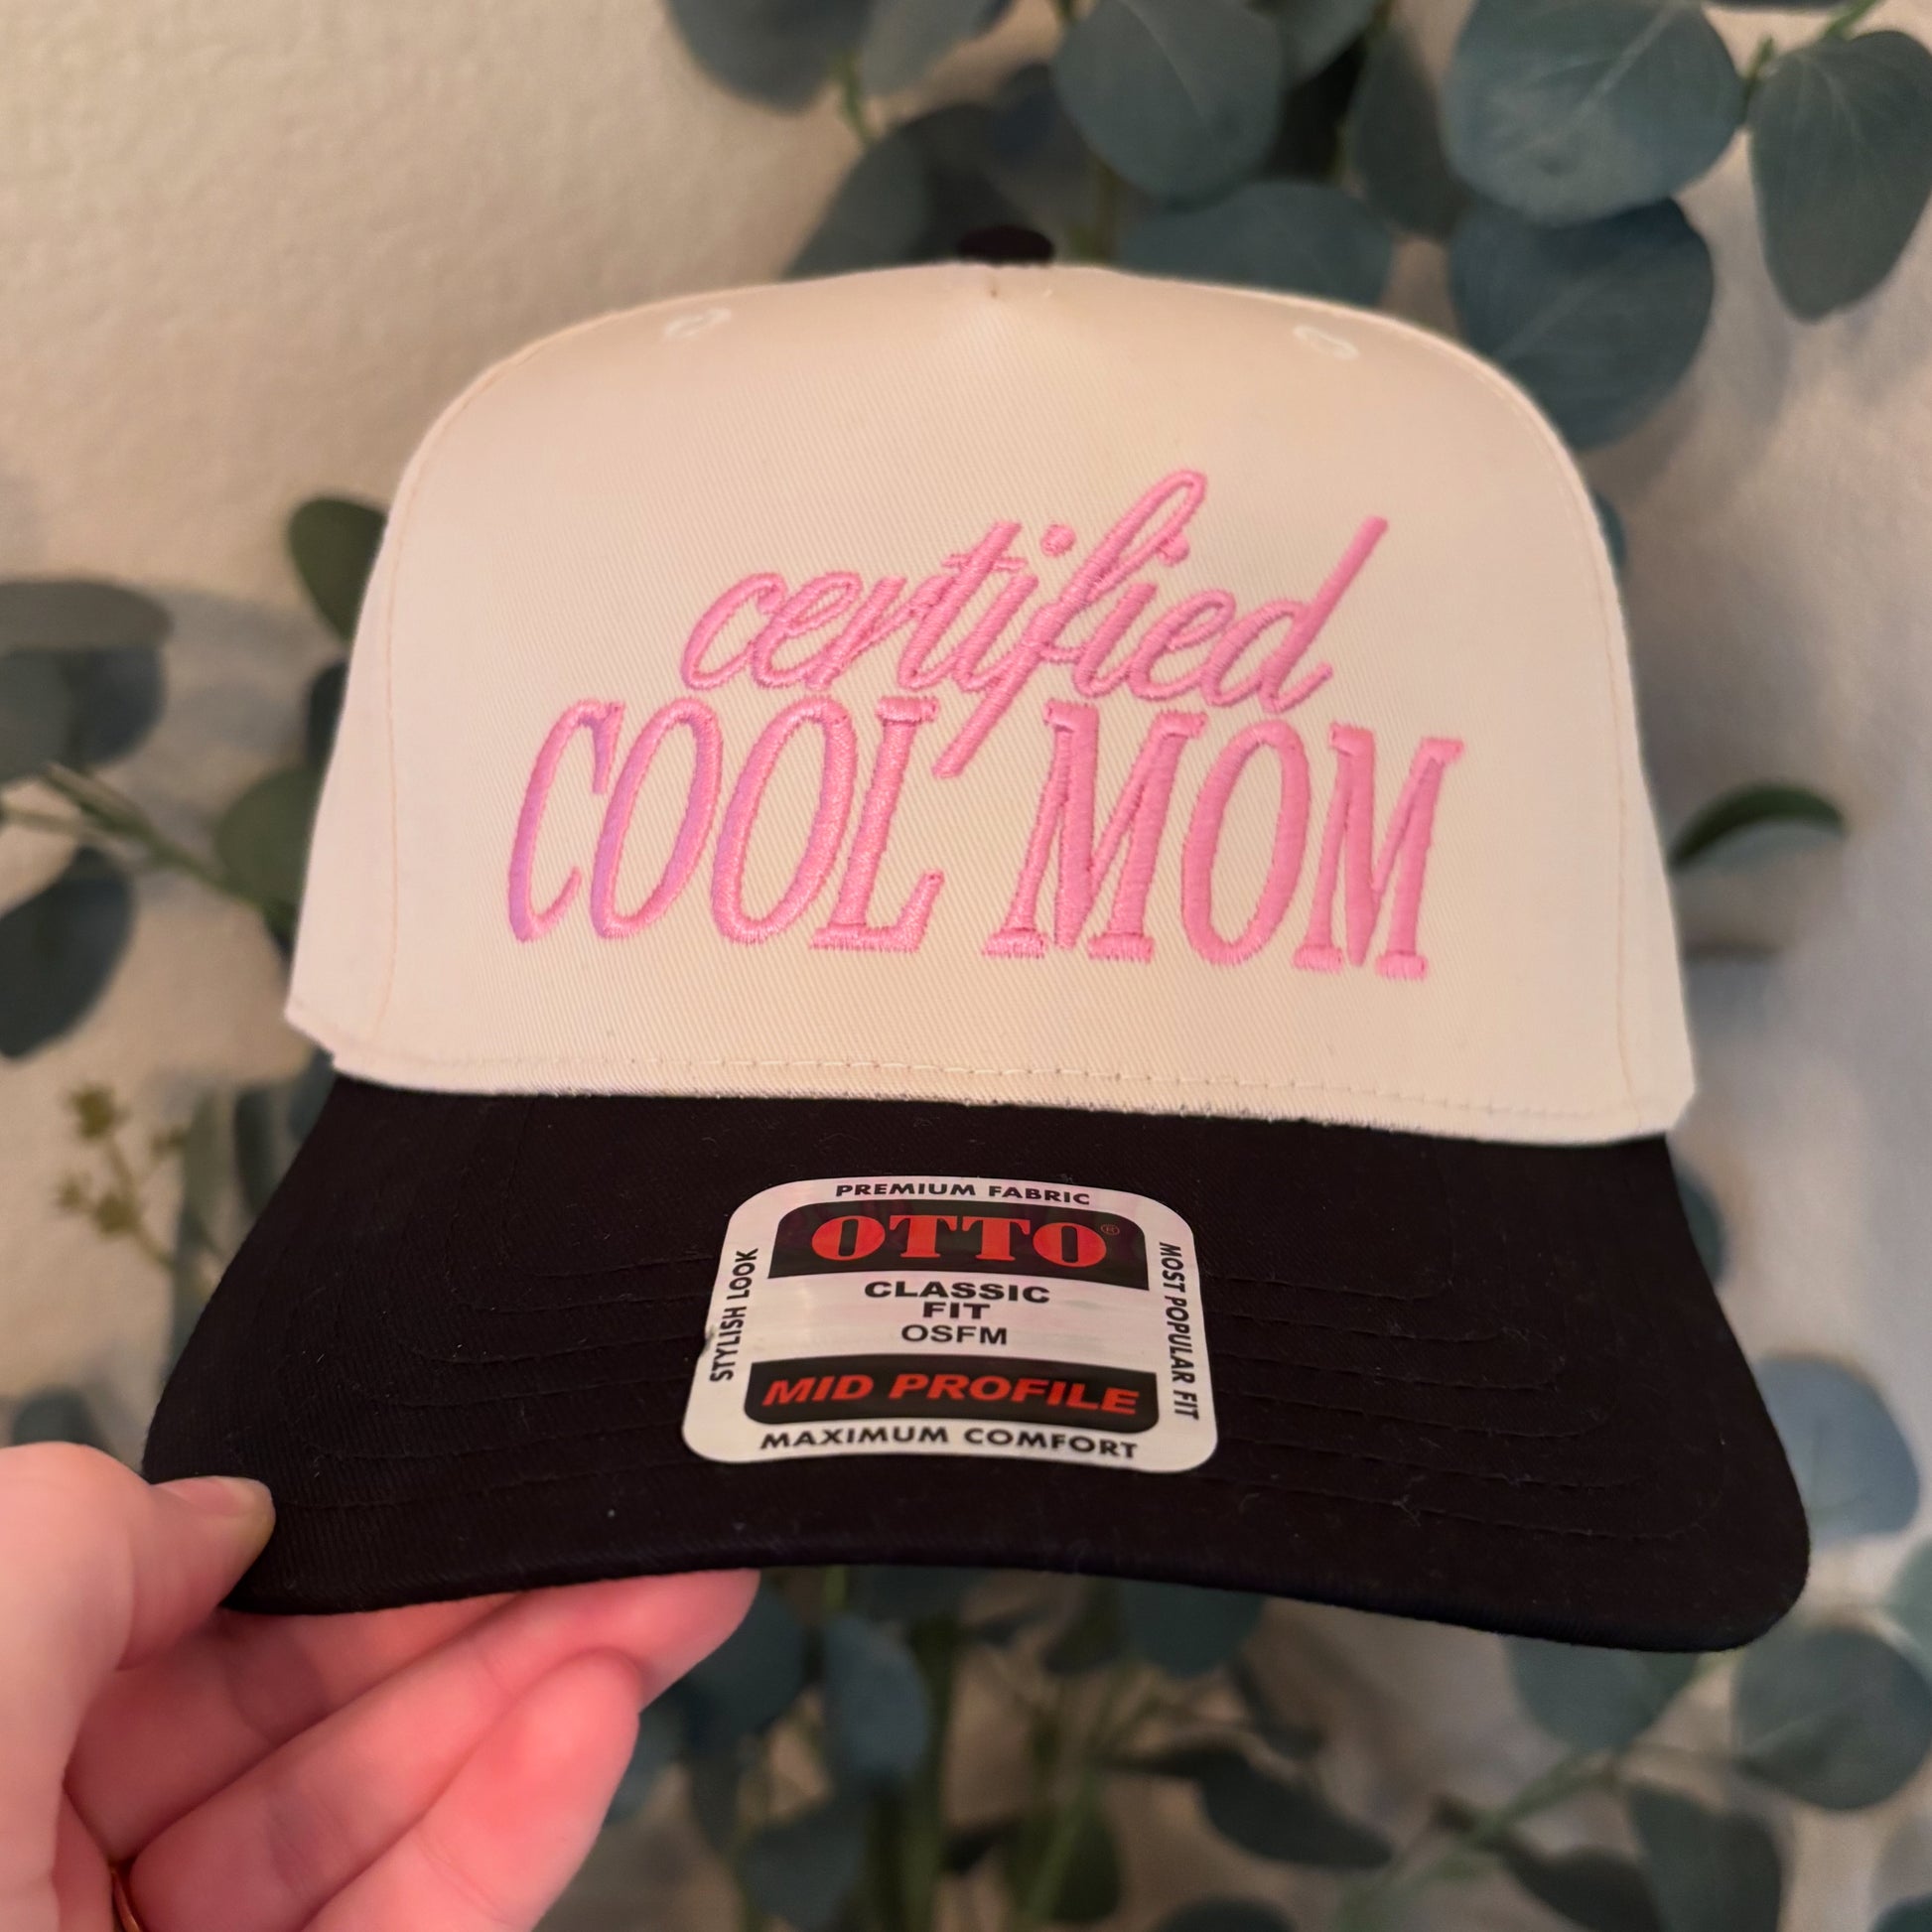 certified
COOL MOM
PREMIUM FABRIC
OTTO®
STYLISH LOOK
CLASSIC
FIT
OSFM
MOST POPULAR FIT
MID PROFILE
MAXIMUM COMFORT